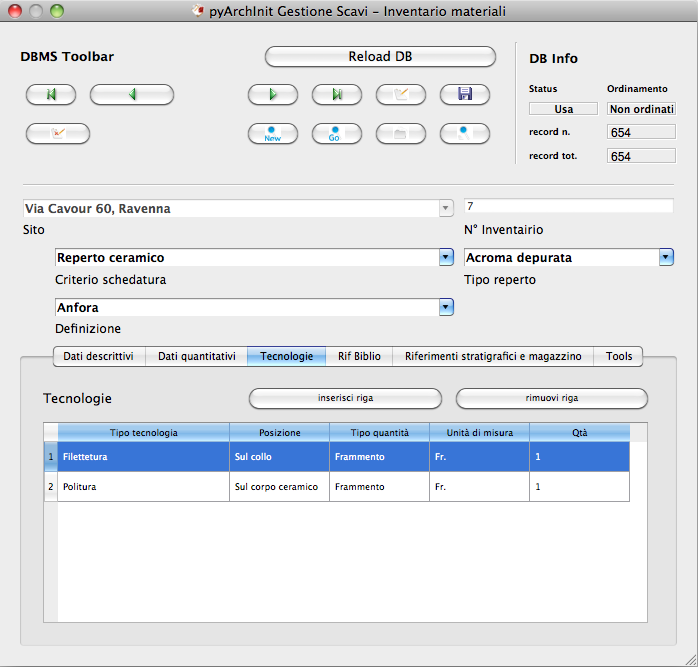 pyArchInit Gestione Scavi - Inventario materiali
DBMS Toolbar
Reload DB
DB Info
Status
Ordinamento
Usa
Non ordinati
record n.
654
record tot.
654
New
Go
Via Cavour 60, Ravenna
7
Sito
N° Inventairio
Reperto ceramico
Acroma depurata
Criterio schedatura
Tipo reperto
Anfora
Definizione
Dati descrittivi
Dati quantitativi
Tecnologie
Rif Biblio
Riferimenti stratigrafici e magazzino
Tools
Tecnologie
inserisci riga
rimuovi riga
Tipo tecnologia Posizione Tipo quantità Unità di misura Qtà
1 Filettetura Sul collo Frammento Fr. 1
2 Politura Sul corpo ceramico Frammento Fr. 1